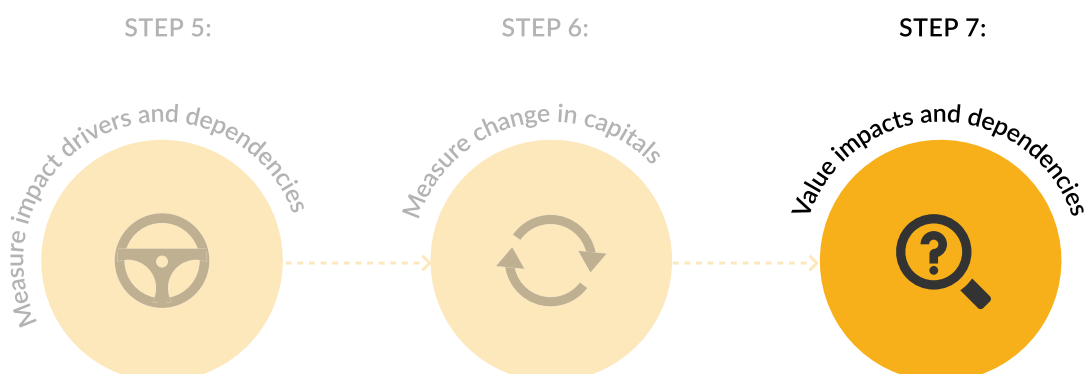 STEP 5:
Measure impact drivers and dependencies
STEP 6:
Measure change in capitals
STEP 7:
Value impacts and dependencies
?